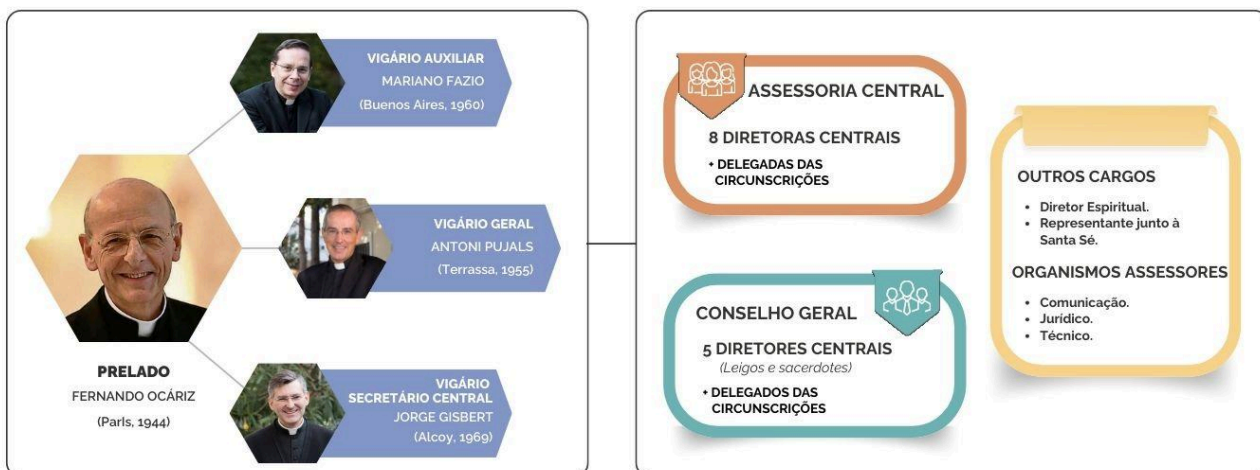 VIGÁRIO AUXILIAR
MARIANO FAZIO
(Buenos Aires, 1960)
VIGÁRIO GERAL
ANTONI PUJALS
(Terrassa, 1955)
PRELADO
FERNANDO OCÁRIZ
(París, 1944)
VIGÁRIO
SECRETÁRIO CENTRAL
JORGE GISBERT
(Alcoy, 1969)
ASSESSORIA CENTRAL
8 DIRETORAS CENTRAIS
+ DELEGADAS DAS
CIRCUNSCRIÇÕES
CONSELHO GERAL
5 DIRETORES CENTRAIS
(Leigos e sacerdotes)
+ DELEGADOS DAS
CIRCUNSCRIÇÕES
OUTROS CARGOS
• Diretor Espiritual.
• Representante junto à
Santa Sé.
ORGANISMOS ASSESSORES
• Comunicação.
• Jurídico.
• Técnico.